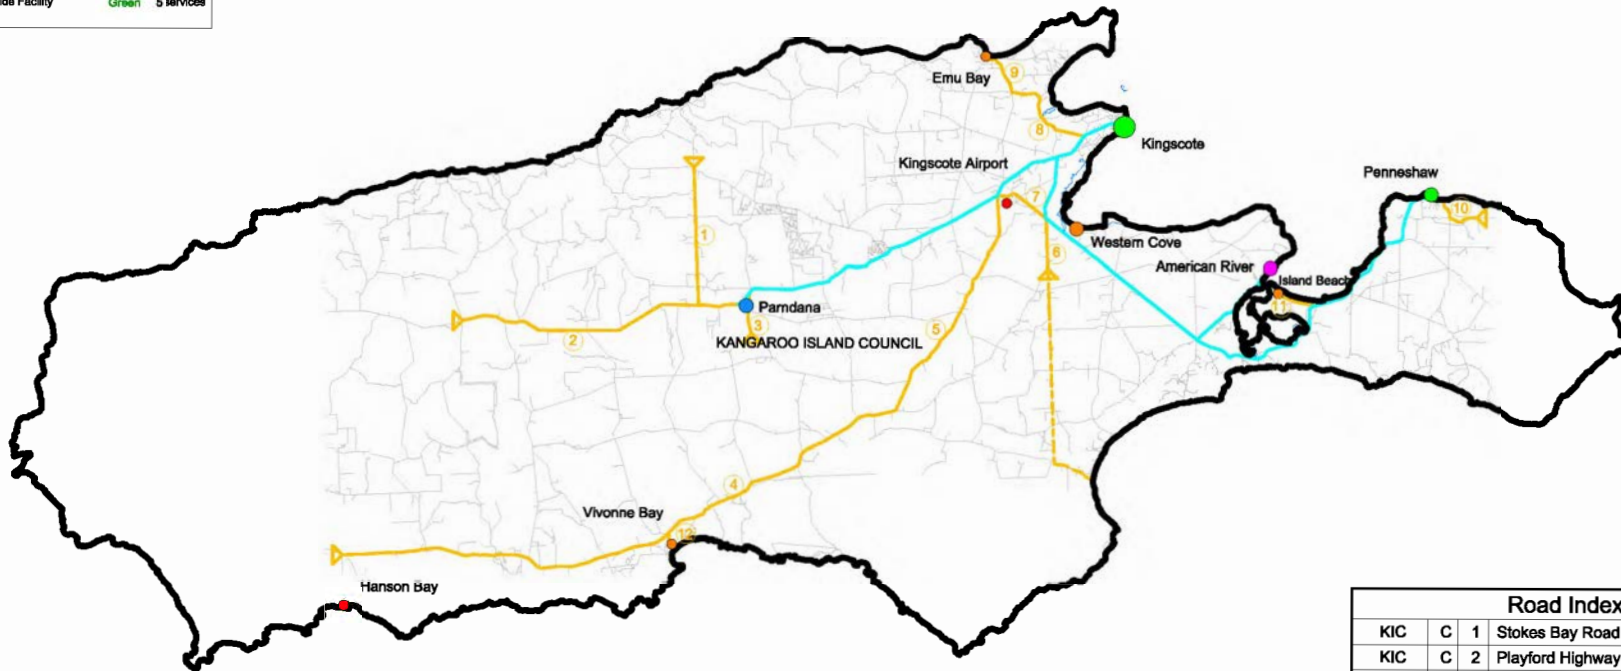 ide Facility Green 5 services
Emu Bay
9
8
Kingscote
Kingscote Airport
Penneshaw
7
10
1
Western Cove
6
American River
Island Beach
11
Parndana
3
5
2
KANGAROO ISLAND COUNCIL
4
Vivonne Bay
12
Hanson Bay
Road Index
KIC C 1 Stokes Bay Road
KIC C 2 Playford Highway